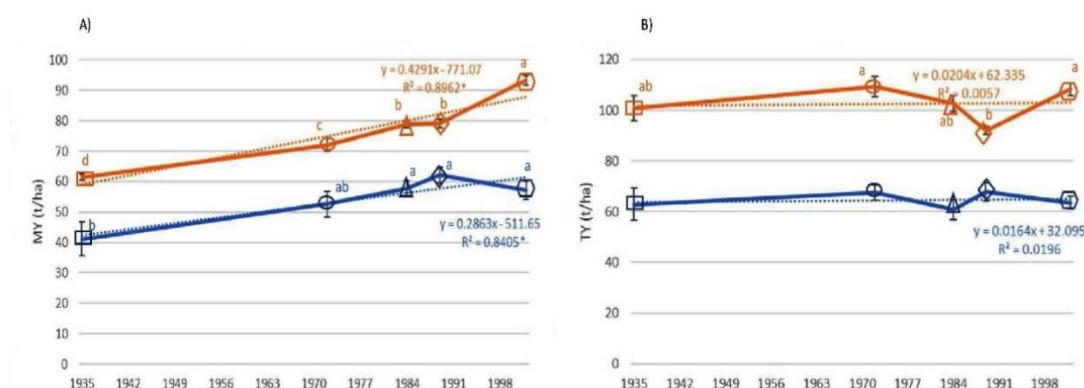 A)
MY (t/ha)
100
90
80
70
60
50
40
30
20
10
0
1935 1942 1949 1956 1963 1970 1977 1984 1991 1998
d
c
b
b
a
y = 0.4291x - 771.07
R² = 0.8962*
b
ab
a
a
a
y = 0.2863x - 511.65
R² = 0.8405*
B)
TY (t/ha)
120
100
80
60
40
20
0
1935 1942 1949 1956 1963 1970 1977 1984 1991 1998
ab
a
ab
b
a
y = 0.0204x + 62.335
R² = 0.0057
y = 0.0164x + 32.095
R² = 0.0196